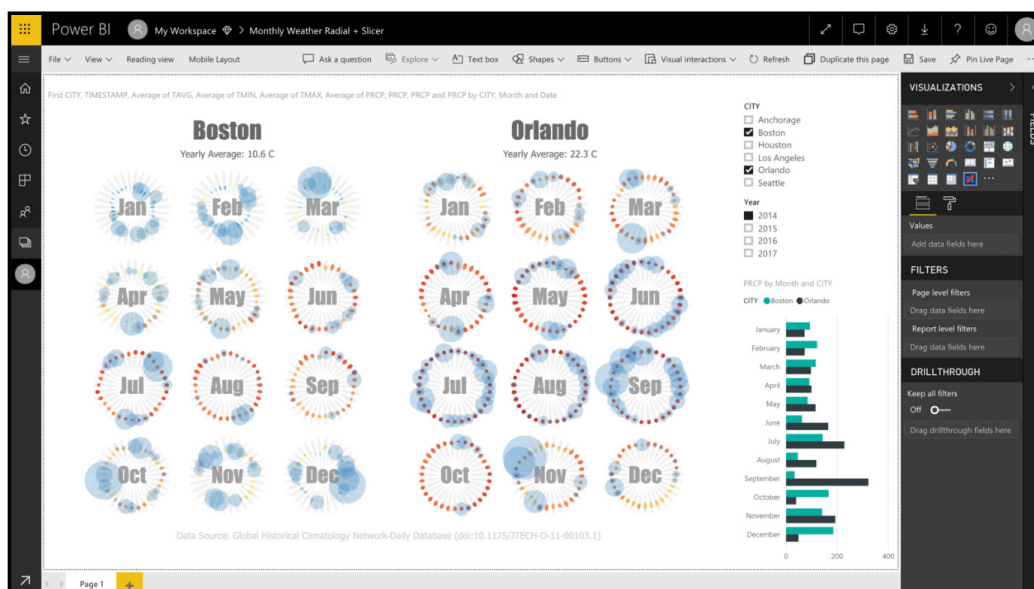 Power BI
My Workspace > Monthly Weather Radial + Slicer
File View Reading view Mobile Layout Ask a question Explore Text box Shapes Buttons Visual interactions Refresh Duplicate this page Save Pin Live Page
First CITY, TIMESTAMP, Average of TAVG, Average of TMIN, Average of TMAX, Average of PRCP, PRCP, PRCP and PRCP by CITY, Month and Date
Boston
Yearly Average: 10.6 C
Jan Feb Mar
Apr May Jun
Jul Aug Sep
Oct Nov Dec
Orlando
Yearly Average: 22.3 C
Jan Feb Mar
Apr May Jun
Jul Aug Sep
Oct Nov Dec
Data Source: Global Historical Climatology Network-Daily Database (doi:10.1175/JTECH-D-11-00103.1)
CITY
Anchorage
Boston
Houston
Los Angeles
Orlando
Seattle
Year
2014
2015
2016
2017
PRCP by Month and CITY
CITY Boston Orlando
January
February
March
April
May
June
July
August
September
October
November
December
0 200 400
VISUALIZATIONS
Values
Add data fields here
FILTERS
Page level filters
Drag data fields here
Report level filters
Drag data fields here
DRILLTHROUGH
Keep all filters
Off
Drag drillthrough fields here
FIELDS
Page 1